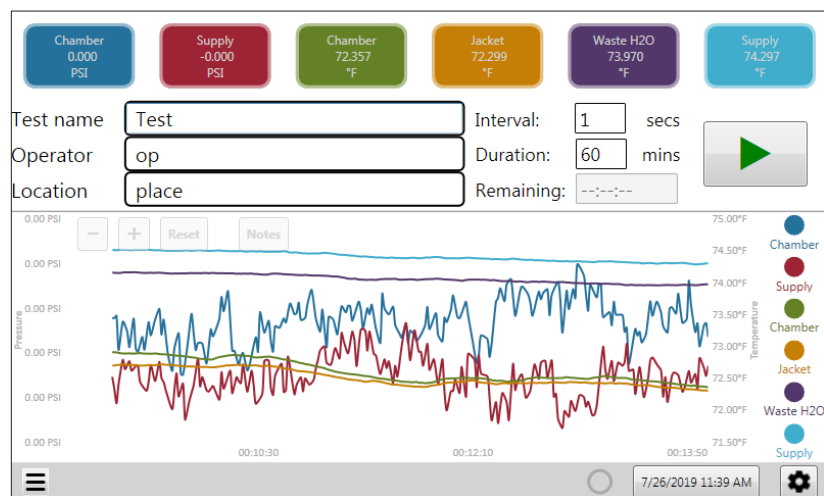 Chamber
0.000
PSI
Supply
-0.000
PSI
Chamber
72.357
°F
Jacket
72.299
°F
Waste H2O
73.970
°F
Supply
74.297
°F
Test name Test Interval: 1 secs
Operator op Duration: 60 mins
Location place Remaining: --:--:--
− + Reset Notes
0.00 PSI
0.00 PSI
0.00 PSI
0.00 PSI
0.00 PSI
0.00 PSI
Pressure
75.00°F
74.50°F
74.00°F
73.50°F
73.00°F
72.50°F
72.00°F
71.50°F
Temperature
Chamber
Supply
Chamber
Jacket
Waste H2O
Supply
00:10:30 00:12:10 00:13:50
7/26/2019 11:39 AM